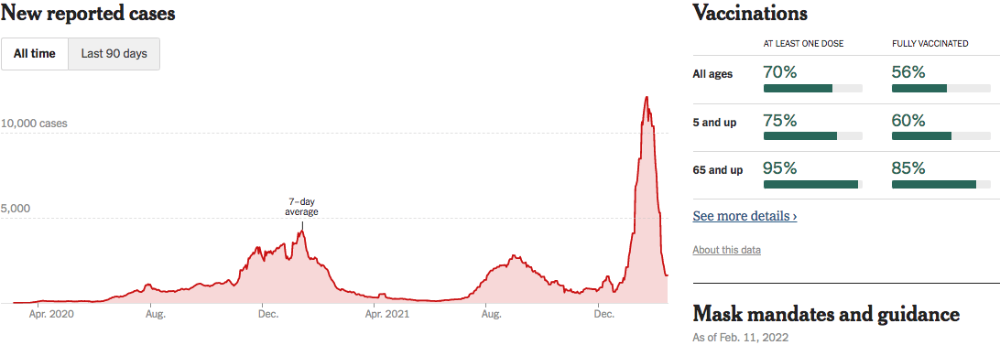 New reported cases
All time
Last 90 days
10,000 cases
5,000
7–day
average
Apr. 2020
Aug.
Dec.
Apr. 2021
Aug.
Dec.
Vaccinations
AT LEAST ONE DOSE
FULLY VACCINATED
All ages
70%
56%
5 and up
75%
60%
65 and up
95%
85%
See more details ›
About this data
Mask mandates and guidance
As of Feb. 11, 2022